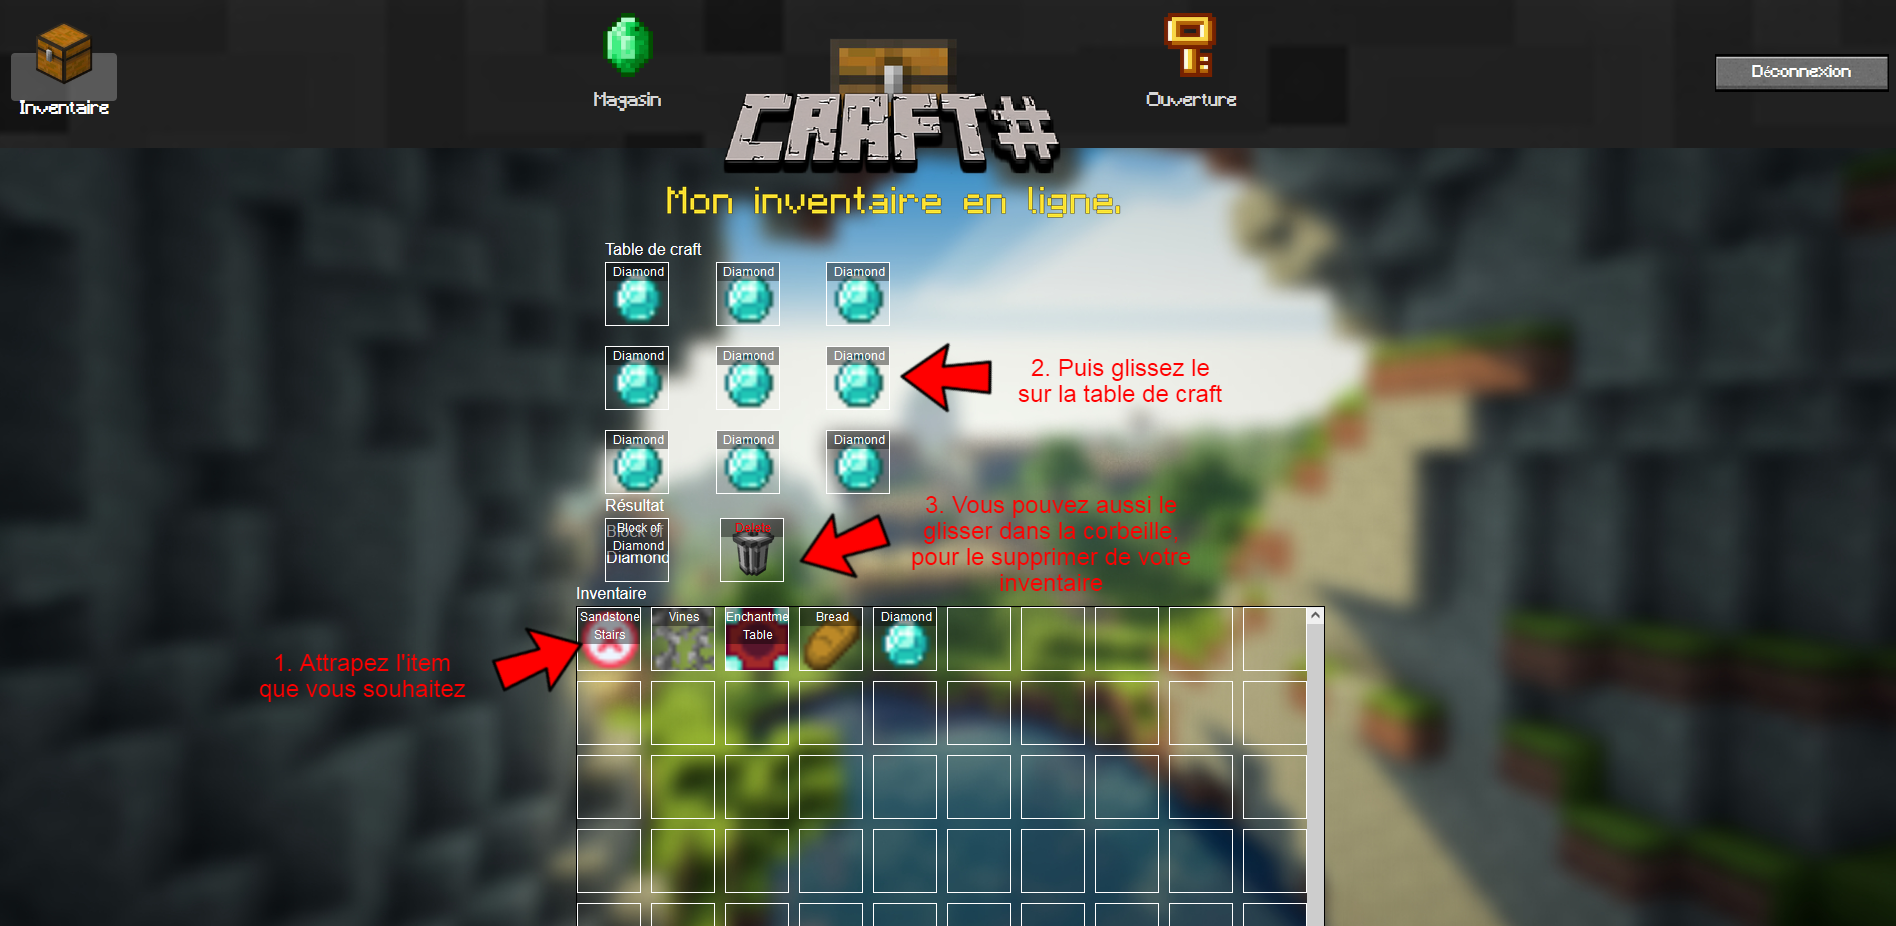 Inventaire
Magasin
CRAFT#
Ouverture
Déconnexion
Mon inventaire en ligne.
Table de craft
Diamond
Diamond
Diamond
Diamond
Diamond
Diamond
2. Puis glissez le
sur la table de craft
Diamond
Diamond
Diamond
Résultat
Block of
Diamond
Block of
Diamond
Delete
3. Vous pouvez aussi le
glisser dans la corbeille,
pour le supprimer de votre
inventaire
Inventaire
Sandstone
Stairs
Vines
Enchantme
Table
Bread
Diamond
1. Attrapez l'item
que vous souhaitez